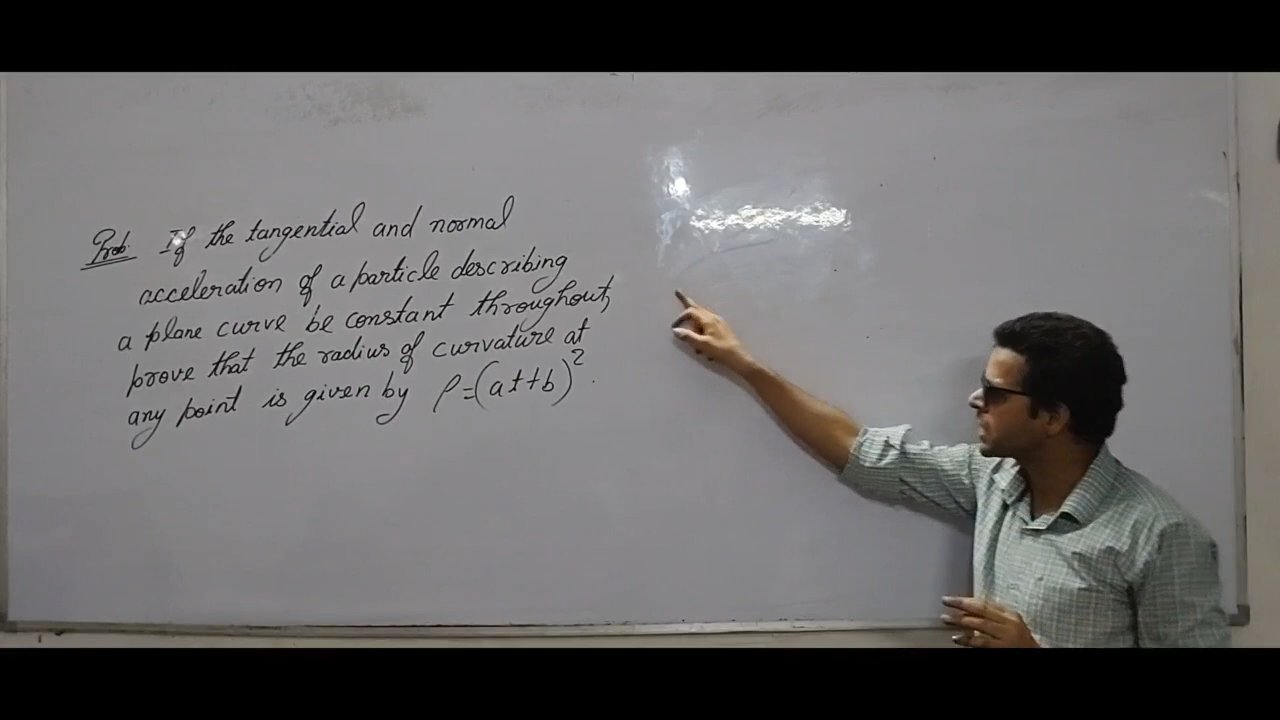 Prob. If the tangential and normal
acceleration of a particle describing
a plane curve be constant throughout,
prove that the radius of curvature at
any point is given by ρ=(at+b)².